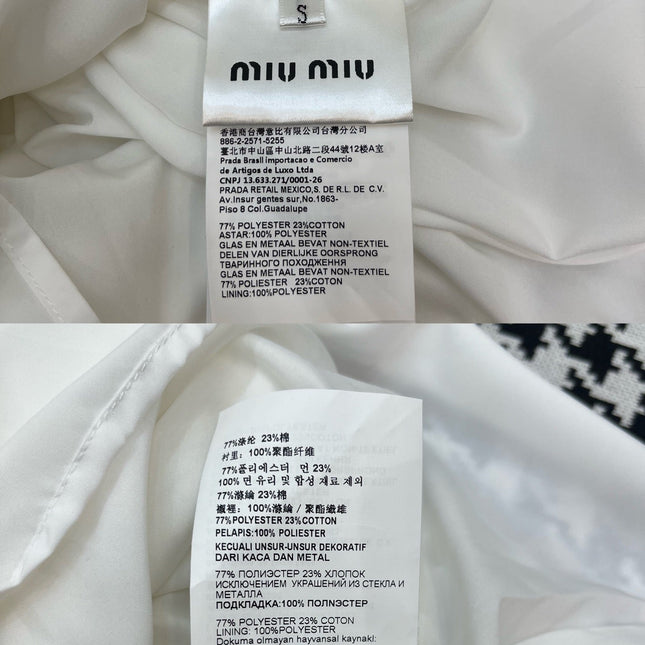 S
miu miu
香港商台灣意比有限公司台灣分公司
886-2-2571-5255
臺北市中山區中山北路二段44號12樓A室
Prada Brasil importacao e Comercio
de Artigos de Luxo Ltda
CNPJ 13.633.271/0001-26
PRADA RETAIL MEXICO,S. DE R.L. DE C.V.
Av.Insur gentes sur,No.1863-
Piso 8 Col.Guadalupe
77% POLYESTER 23%COTTON
ASTAR:100% POLYESTER
GLAS EN METAAL BEVAT NON-TEXTIEL
DELEN VAN DIERLIJKE OORSPRONG
ТВАРИННОГО ПОХОДЖЕННЯ
GLAS EN METAAL BEVAT NON-TEXTIEL
77% POLIESTER 23%COTON
LINING:100%POLYESTER
77%涤纶 23%棉
衬里：100%聚酯纤维
77%폴리에스터 먼 23%
100% 면 유리 및 합성 재료 제외
77%滌綸 23%棉
襯裡：100%滌綸 / 聚酯纖維
77%POLYESTER 23%COTTON
PELAPIS:100% POLIESTER
KECUALI UNSUR-UNSUR DEKORATIF
DARI KACA DAN METAL
77% ПОЛИЭСТЕР 23% ХЛОПОК
ИСКЛЮЧЕНИЕМ УКРАШЕНИЙ ИЗ СТЕКЛА И
МЕТАЛЛА
ПОДКЛАДКА:100% ПОЛИЭСТЕР
77% POLYESTER 23% COTON
LINING: 100%POLYESTER
Dokuma olmayan hayvansal kaynakl: